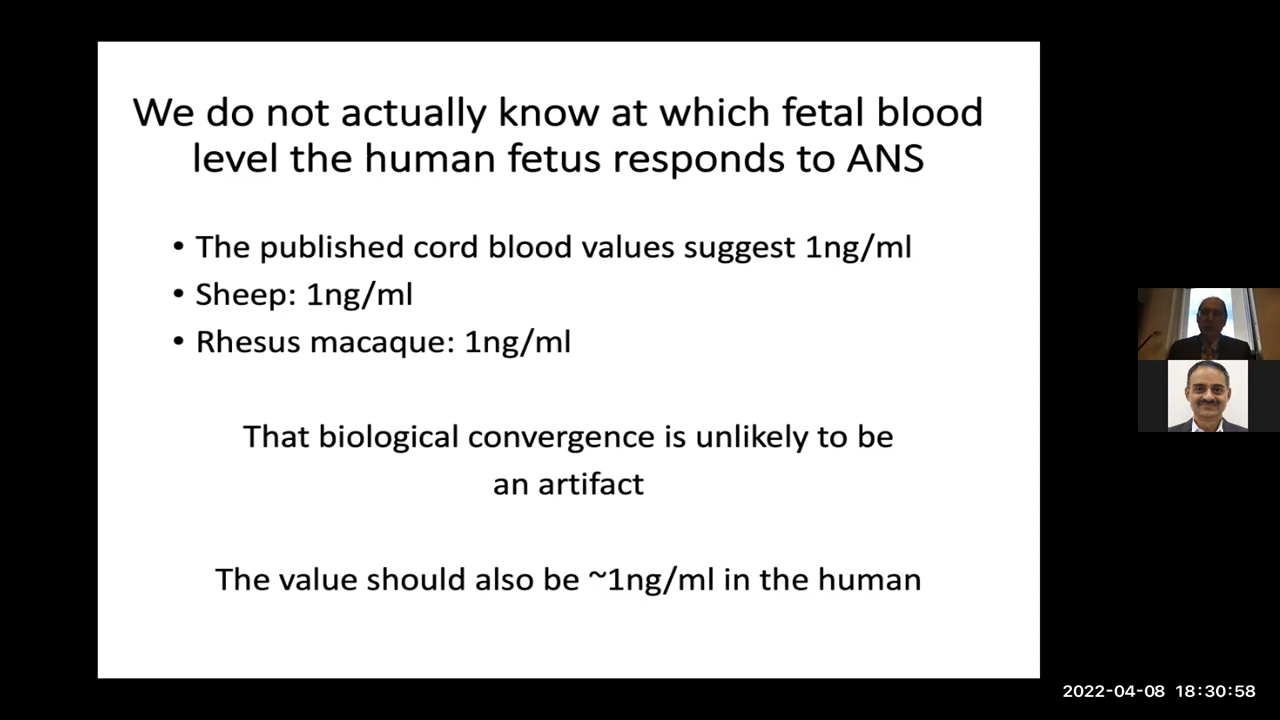 We do not actually know at which fetal blood
level the human fetus responds to ANS
• The published cord blood values suggest 1ng/ml
• Sheep: 1ng/ml
• Rhesus macaque: 1ng/ml
That biological convergence is unlikely to be
an artifact
The value should also be ~1ng/ml in the human
2022-04-08 18:30:58